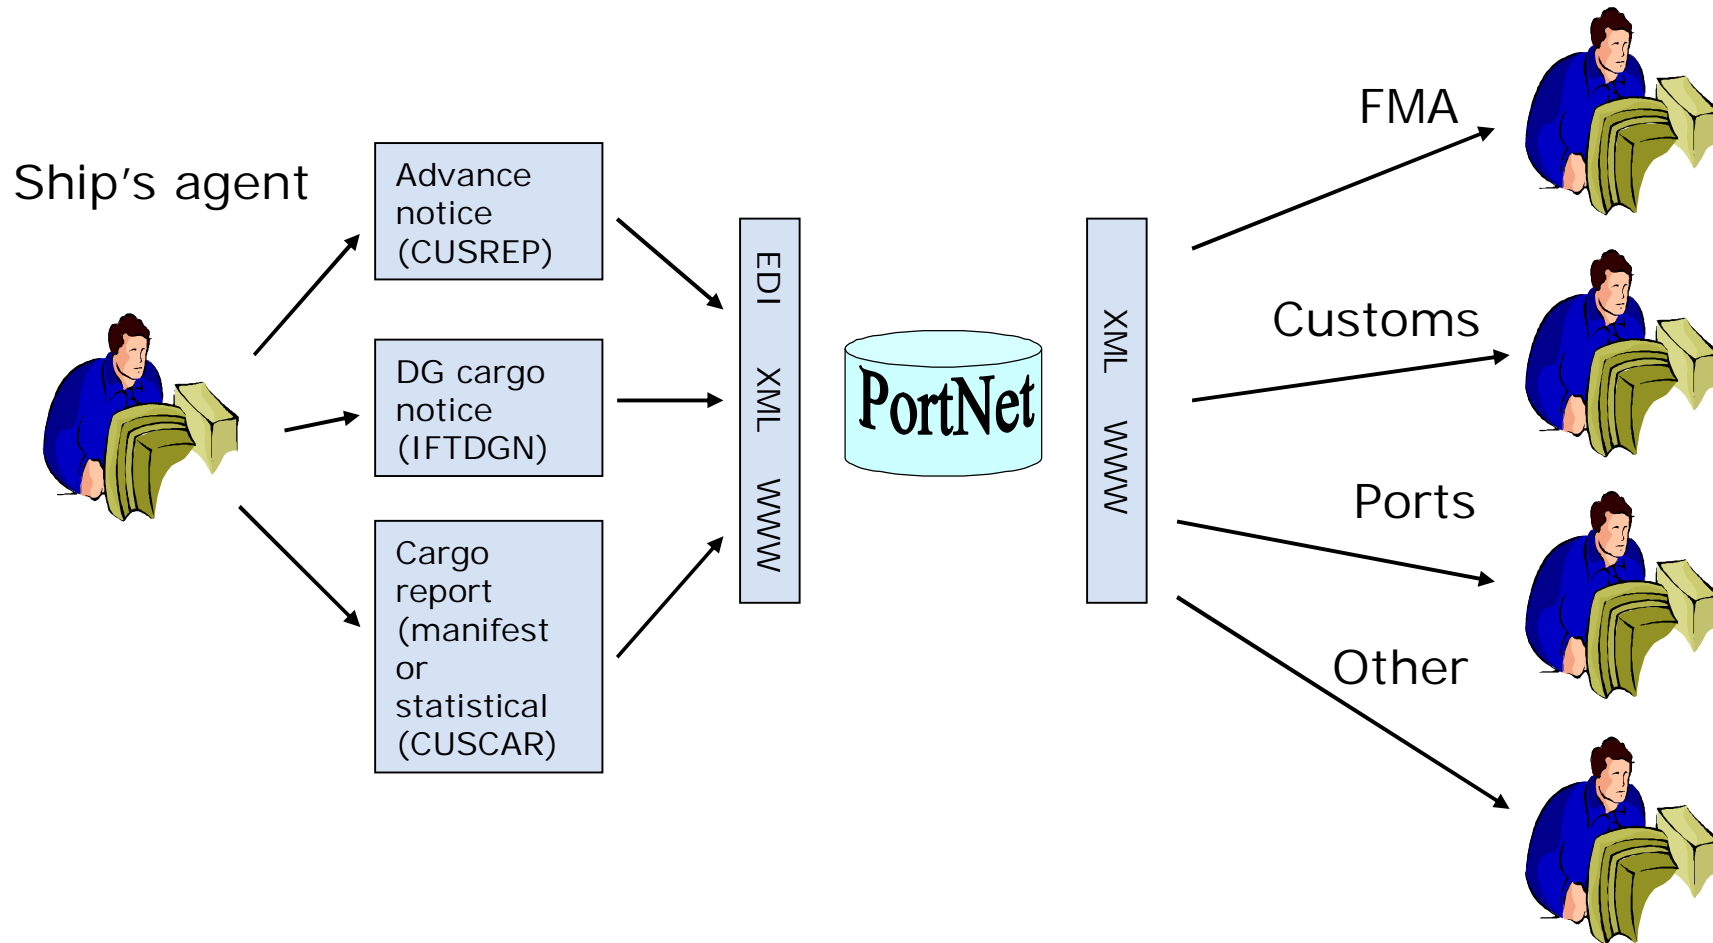 Ship's agent
Advance
notice
(CUSREP)
DG cargo
notice
(IFTDGN)
Cargo
report
(manifest
or
statistical
(CUSCAR)
EDI XML WWW
PortNet
XML WWW
FMA
Customs
Ports
Other